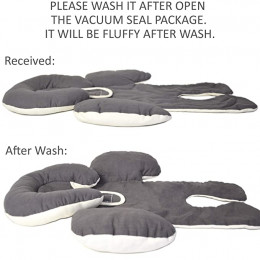 PLEASE WASH IT AFTER OPEN
THE VACUUM SEAL PACKAGE.
IT WILL BE FLUFFY AFTER WASH.
Received:
After Wash: